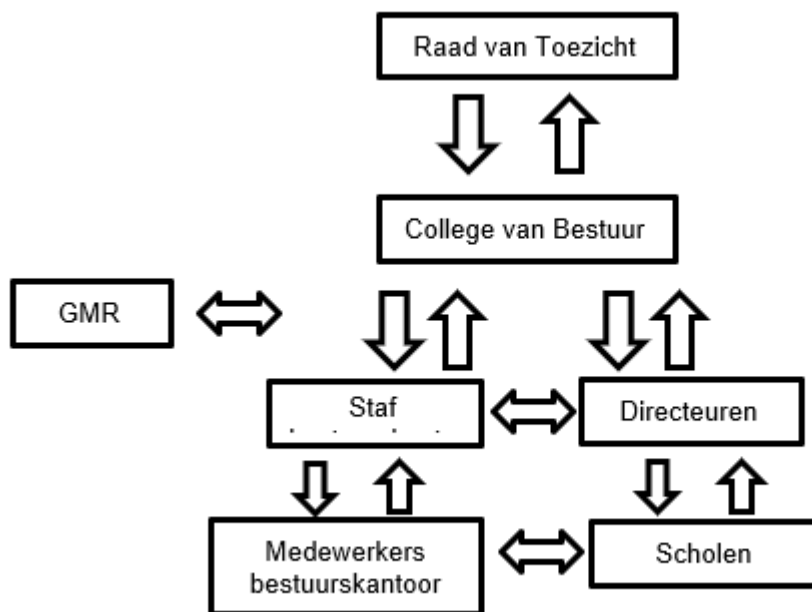 Raad van Toezicht
College van Bestuur
GMR
Staf
Directeuren
Medewerkers
bestuurskantoor
Scholen